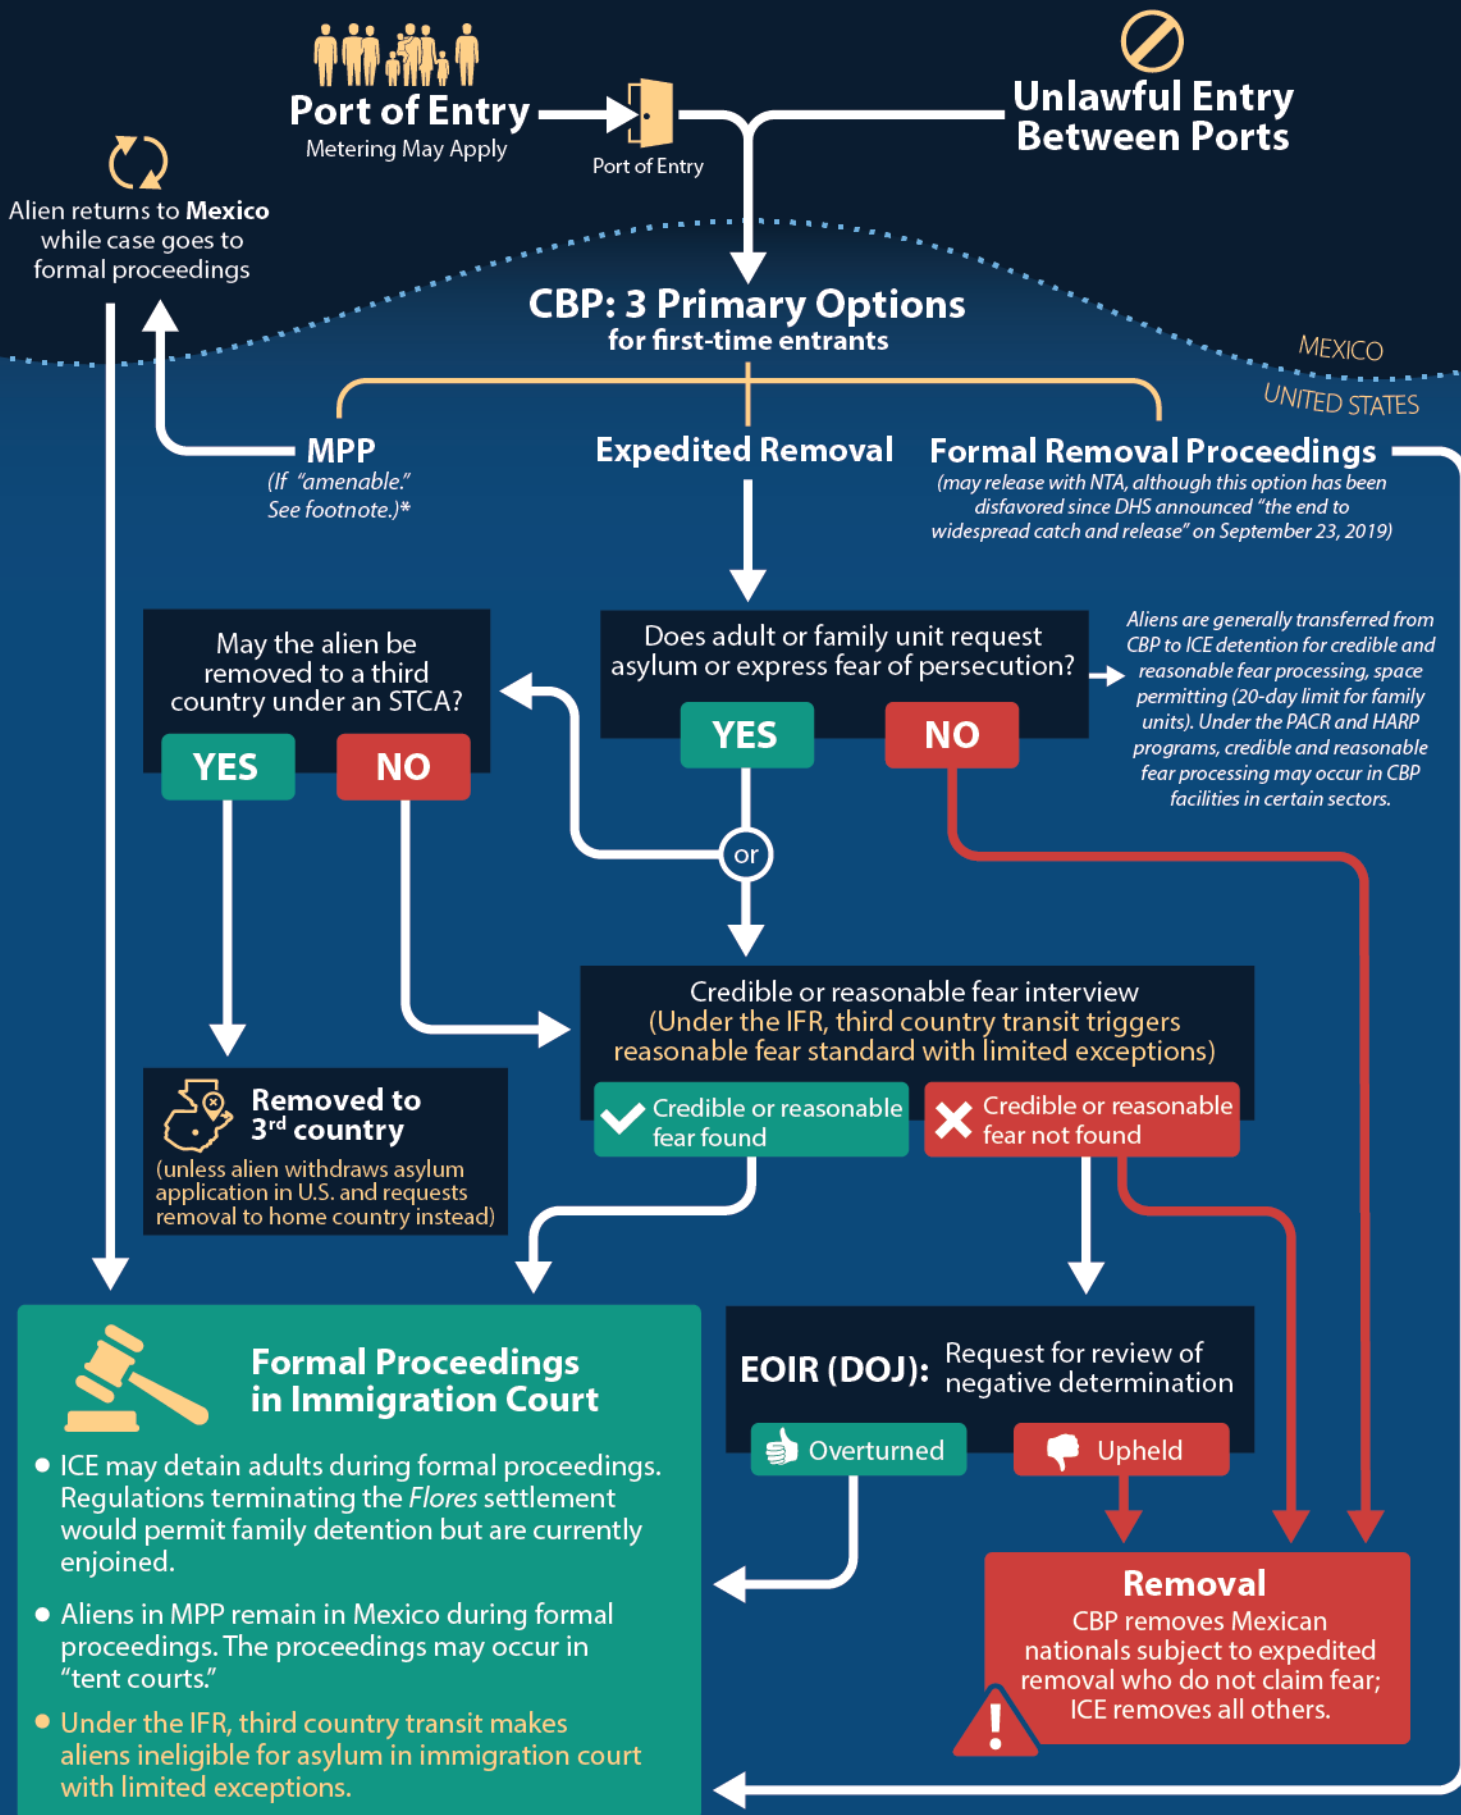 Port of Entry
Metering May Apply
Port of Entry
Unlawful Entry
Between Ports
Alien returns to Mexico
while case goes to
formal proceedings
CBP: 3 Primary Options
for first-time entrants
MEXICO
UNITED STATES
MPP
(If “amenable.”
See footnote.)*
Expedited Removal
Formal Removal Proceedings
(may release with NTA, although this option has been
disfavored since DHS announced “the end to
widespread catch and release” on September 23, 2019)
May the alien be
removed to a third
country under an STCA?
YES
NO
Does adult or family unit request
asylum or express fear of persecution?
YES
NO
Aliens are generally transferred from
CBP to ICE detention for credible and
reasonable fear processing, space
permitting (20-day limit for family
units). Under the PACR and HARP
programs, credible and reasonable
fear processing may occur in CBP
facilities in certain sectors.
or
Credible or reasonable fear interview
(Under the IFR, third country transit triggers
reasonable fear standard with limited exceptions)
Credible or reasonable
fear found
Credible or reasonable
fear not found
Removed to
3rd country
(unless alien withdraws asylum
application in U.S. and requests
removal to home country instead)
Formal Proceedings
in Immigration Court
• ICE may detain adults during formal proceedings.
Regulations terminating the Flores settlement
would permit family detention but are currently
enjoined.
• Aliens in MPP remain in Mexico during formal
proceedings. The proceedings may occur in
“tent courts.”
• Under the IFR, third country transit makes
aliens ineligible for asylum in immigration court
with limited exceptions.
EOIR (DOJ):
Request for review of
negative determination
Overturned
Upheld
Removal
CBP removes Mexican
nationals subject to expedited
removal who do not claim fear;
ICE removes all others.
!